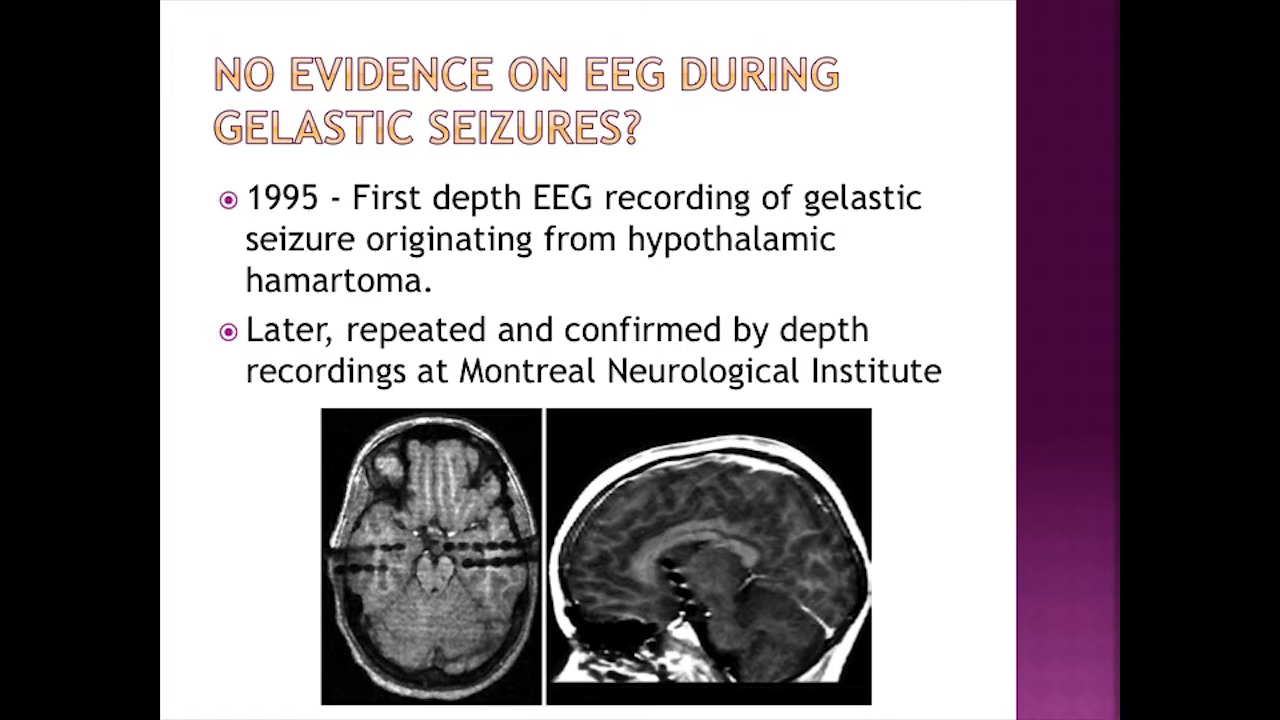 NO EVIDENCE ON EEG DURING
GELASTIC SEIZURES?
1995 - First depth EEG recording of gelastic
seizure originating from hypothalamic
hamartoma.
Later, repeated and confirmed by depth
recordings at Montreal Neurological Institute